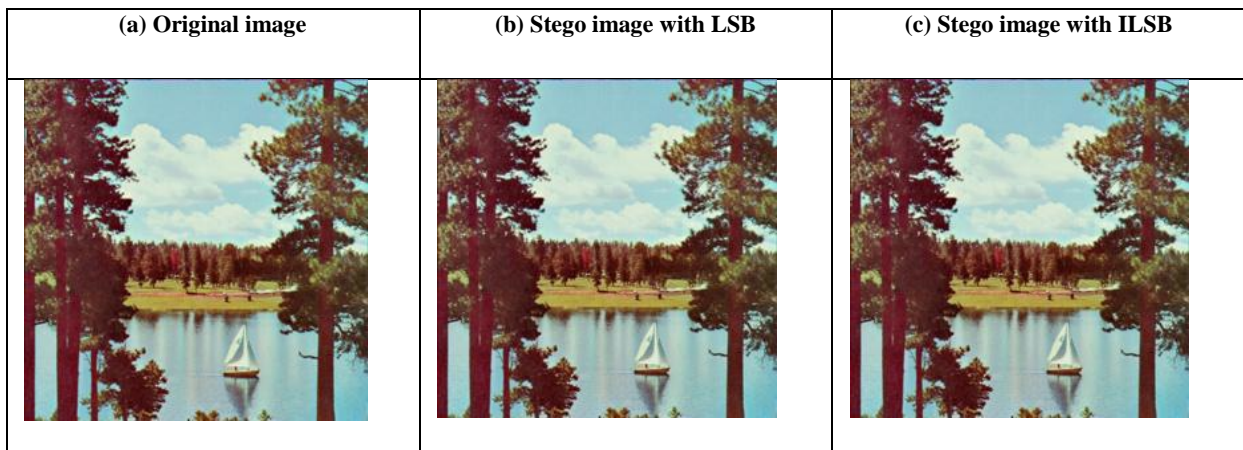 (a) Original image
(b) Stego image with LSB
(c) Stego image with ILSB